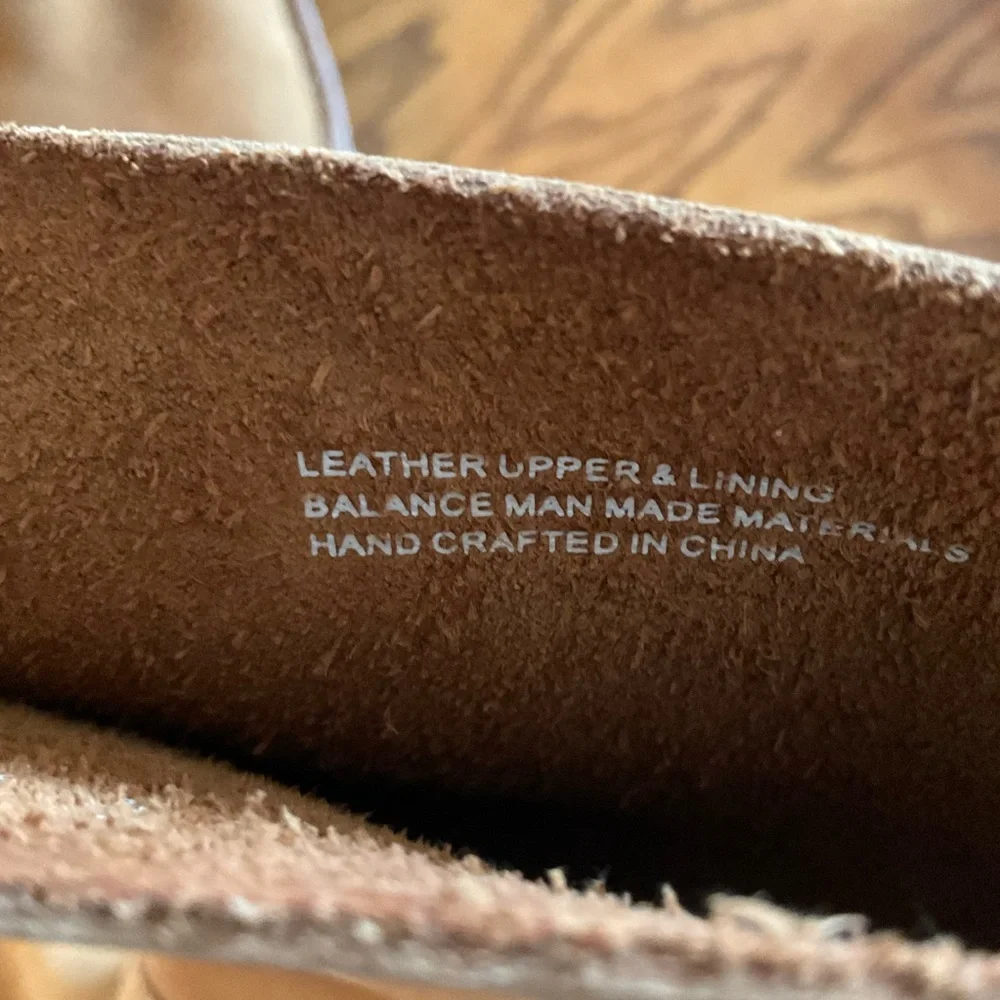 LEATHER UPPER & LINING
BALANCE MAN MADE MATERIALS
HAND CRAFTED IN CHINA